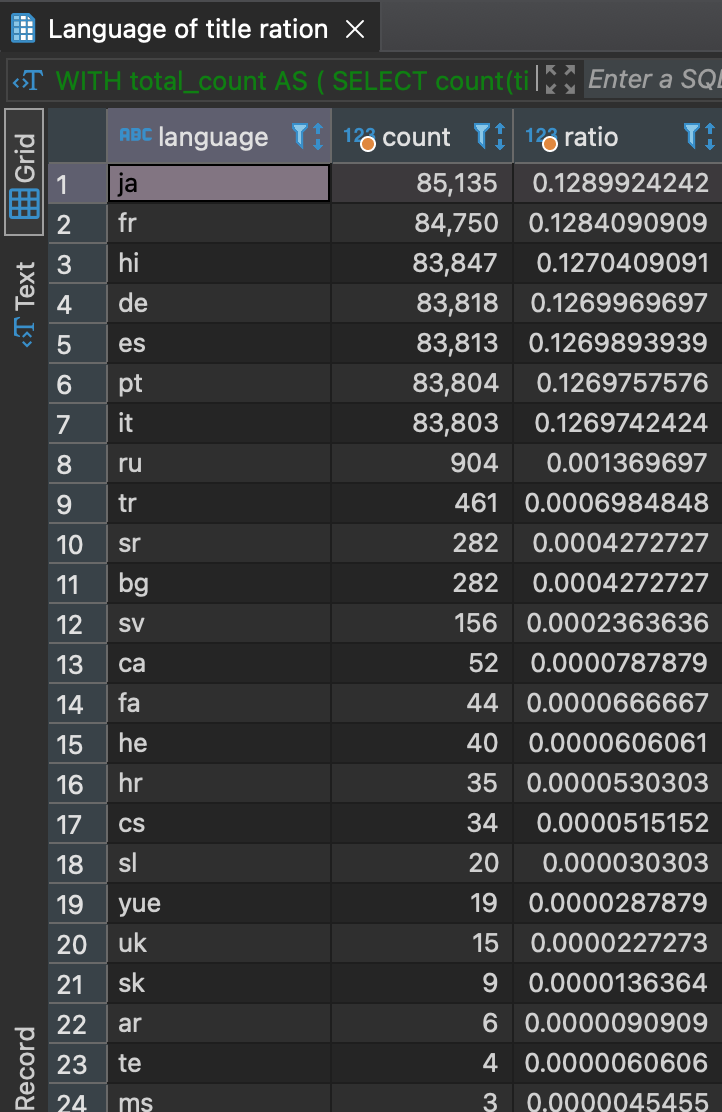 Language of title ration ×
WITH total_count AS ( SELECT count(ti Enter a SQL
Grid
Text
Record
ABC language 123 count 123 ratio
1 ja 85,135 0.1289924242
2 fr 84,750 0.1284090909
3 hi 83,847 0.1270409091
4 de 83,818 0.1269969697
5 es 83,813 0.1269893939
6 pt 83,804 0.1269757576
7 it 83,803 0.1269742424
8 ru 904 0.001369697
9 tr 461 0.0006984848
10 sr 282 0.0004272727
11 bg 282 0.0004272727
12 sv 156 0.0002363636
13 ca 52 0.0000787879
14 fa 44 0.0000666667
15 he 40 0.0000606061
16 hr 35 0.0000530303
17 cs 34 0.0000515152
18 sl 20 0.000030303
19 yue 19 0.0000287879
20 uk 15 0.0000227273
21 sk 9 0.0000136364
22 ar 6 0.0000090909
23 te 4 0.0000060606
24 ms 3 0.0000045455